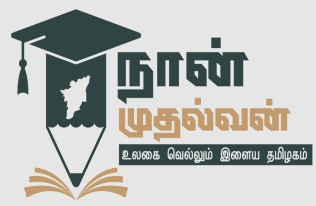 நான்
முதல்வன்
உலகை வெல்லும் இளைய தமிழகம்